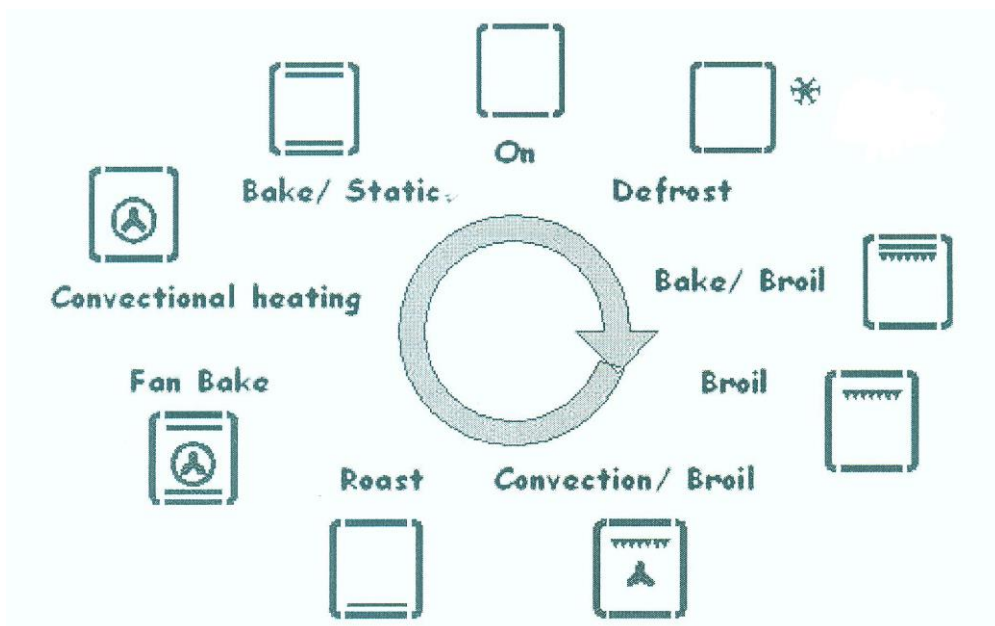 On
Bake/ Static
Defrost
Bake/ Broil
Convectional heating
Fan Bake
Broil
Roast
Convection/ Broil